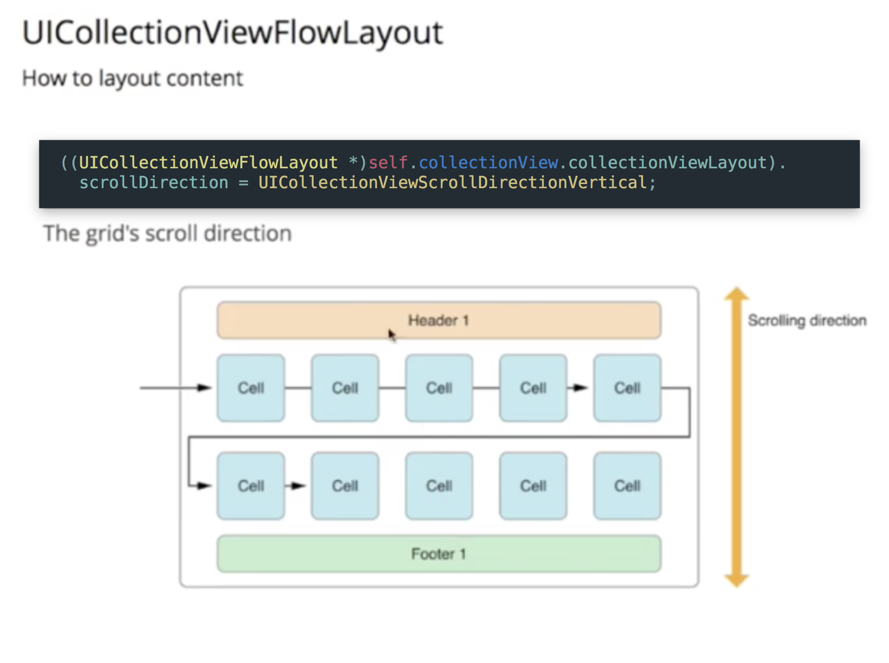 UICollectionViewFlowLayout
How to layout content
((UICollectionViewFlowLayout *)self.collectionView.collectionViewLayout).
scrollDirection = UICollectionViewScrollDirectionVertical;
The grid's scroll direction
Header 1
Scrolling direction
Cell Cell Cell Cell Cell
Cell Cell Cell Cell Cell
Footer 1